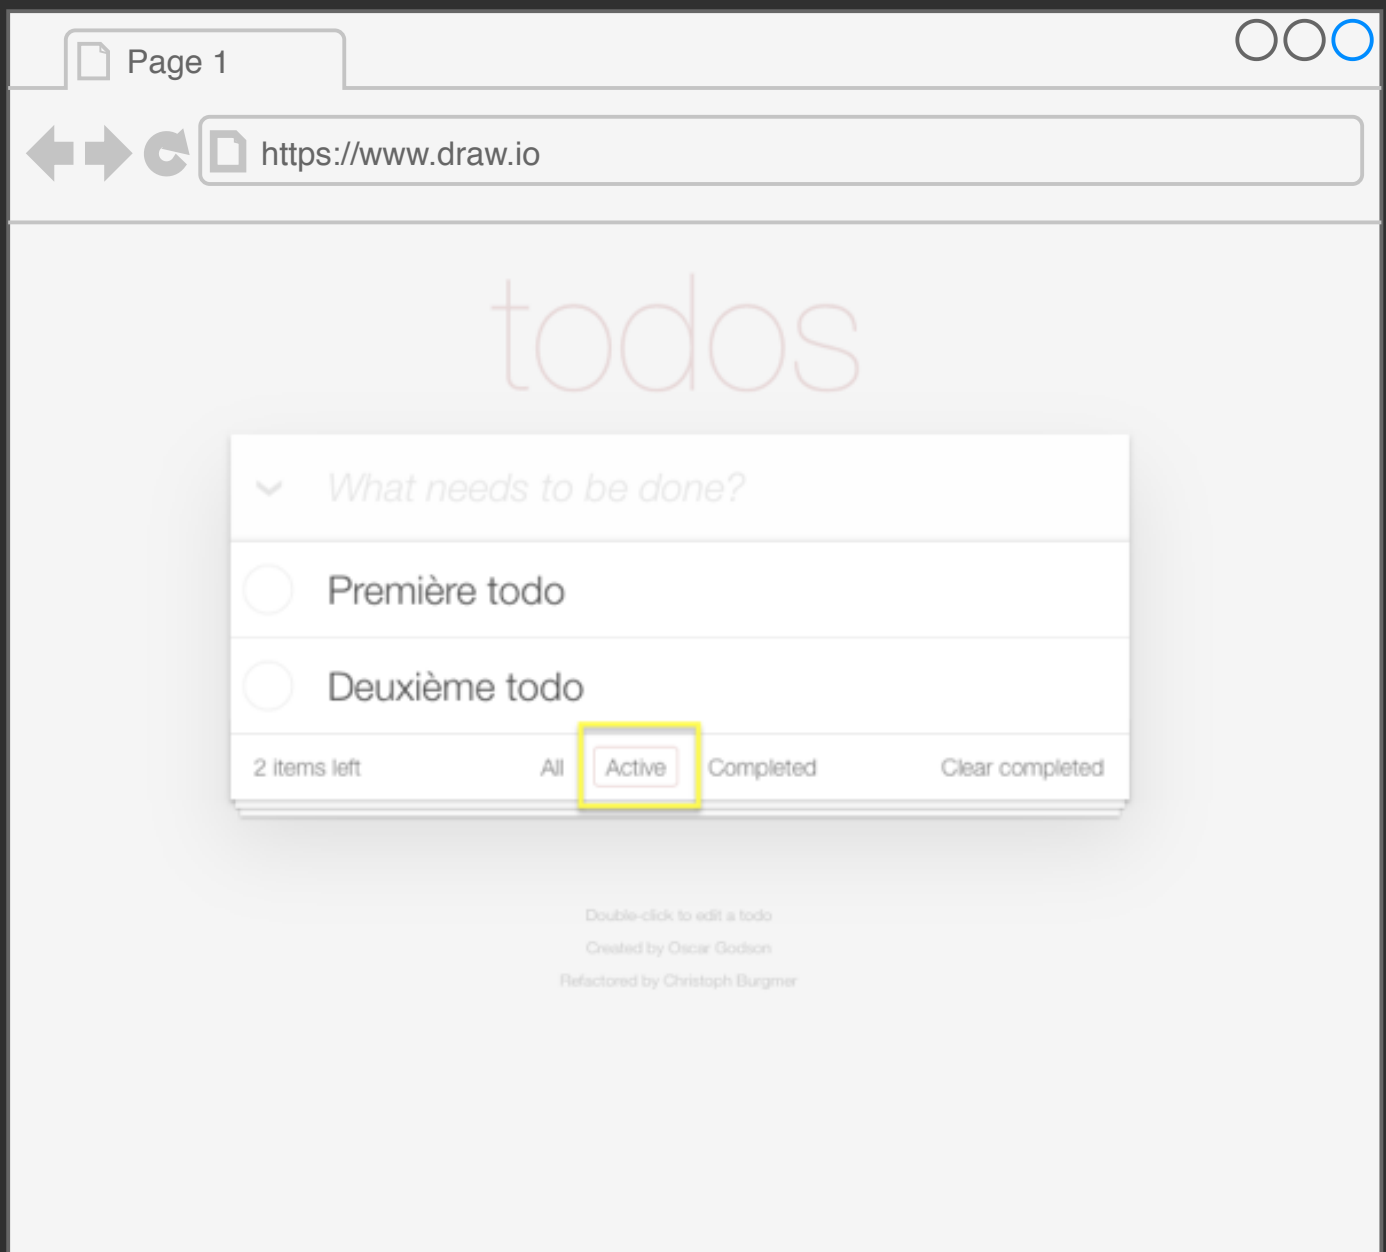 Page 1
https://www.draw.io
todos
What needs to be done?
Première todo
Deuxième todo
2 items left All Active Completed Clear completed
Double-click to edit a todo
Created by Oscar Godson
Refactored by Christoph Burgmer